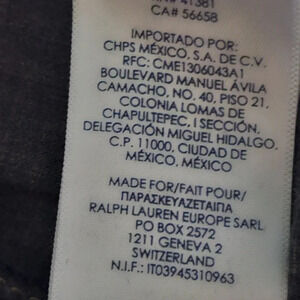 41381
CA# 56658
IMPORTADO POR:
CHPS MÉXICO, S.A. DE C.V.
RFC: CME1306043A1
BOULEVARD MANUEL ÁVILA
CAMACHO, NO. 40, PISO 21,
COLONIA LOMAS DE
CHAPULTEPEC, I SECCIÓN,
DELEGACIÓN MIGUEL HIDALGO,
C.P. 11000, CIUDAD DE
MÉXICO, MÉXICO
MADE FOR/FAIT POUR/
ΠΑΡΑΣΚΕΥΑΖΕΤΑΙΓΙΑ
RALPH LAUREN EUROPE SARL
PO BOX 2572
1211 GENEVA 2
SWITZERLAND
N.I.F.: IT03945310963